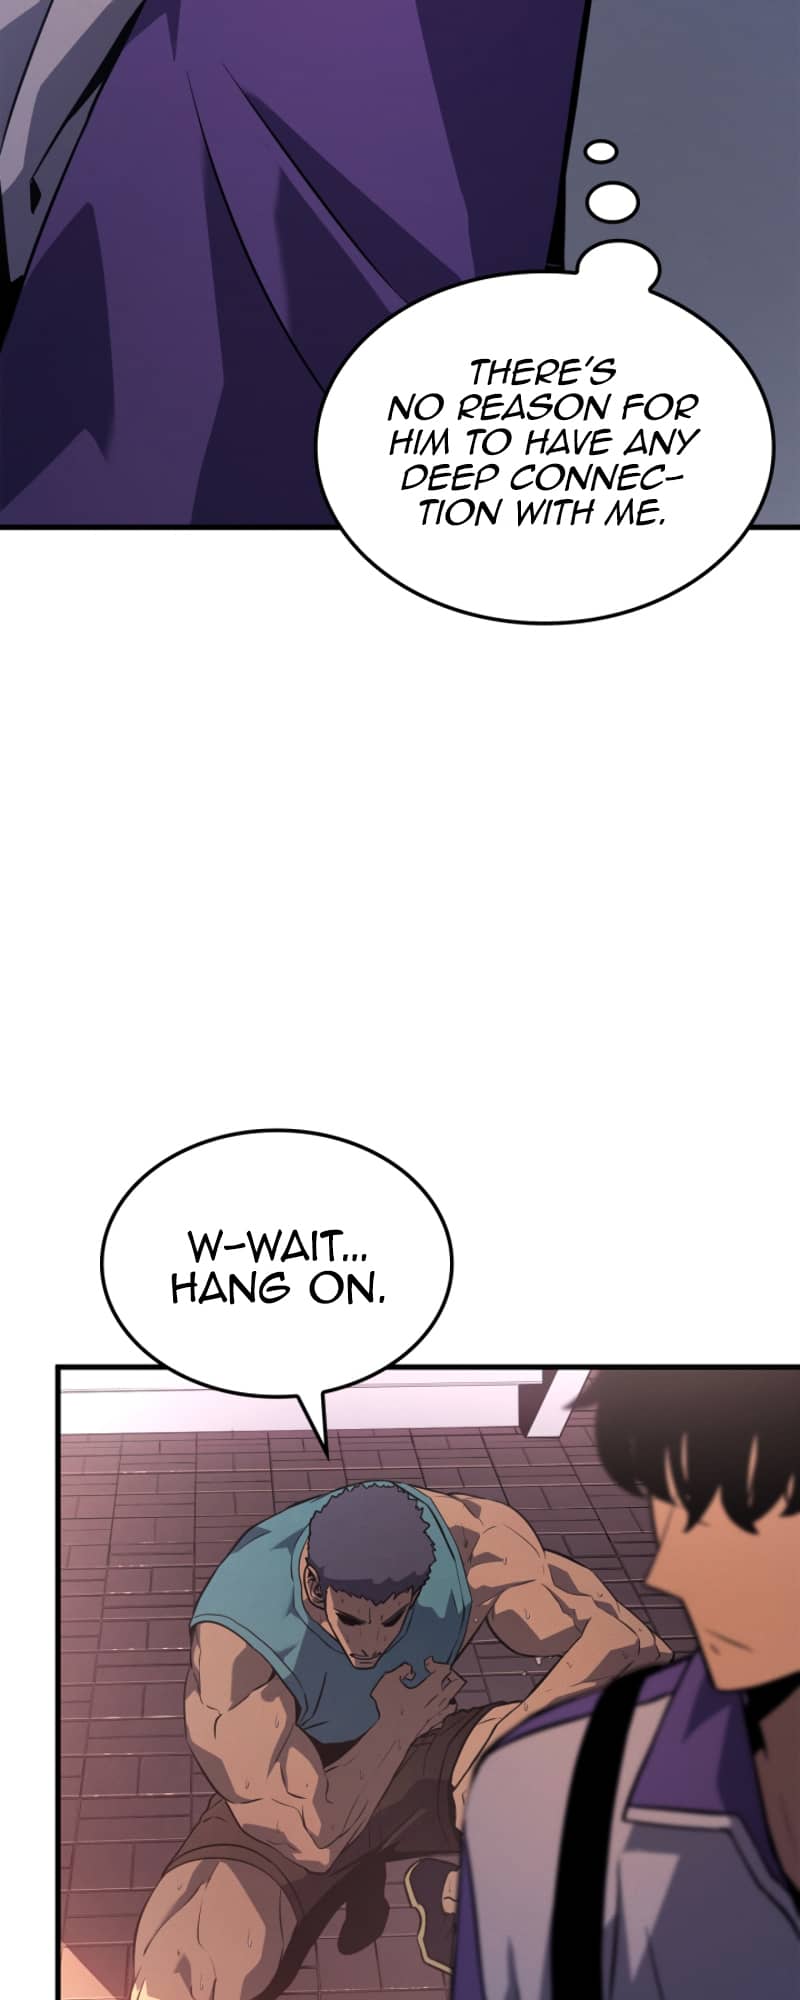 THERE'S
NO REASON FOR
HIM TO HAVE ANY
DEEP CONNEC-
TION WITH ME.
W-WAIT...
HANG ON.